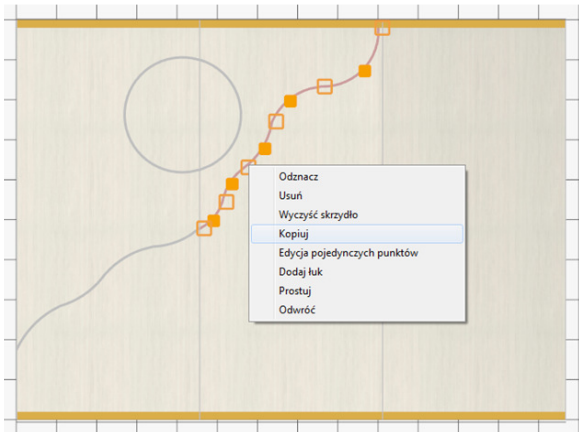 Odznacz
Usuń
Wyczyść skrzydło
Kopiuj
Edycja pojedynczych punktów
Dodaj łuk
Prostuj
Odwróć